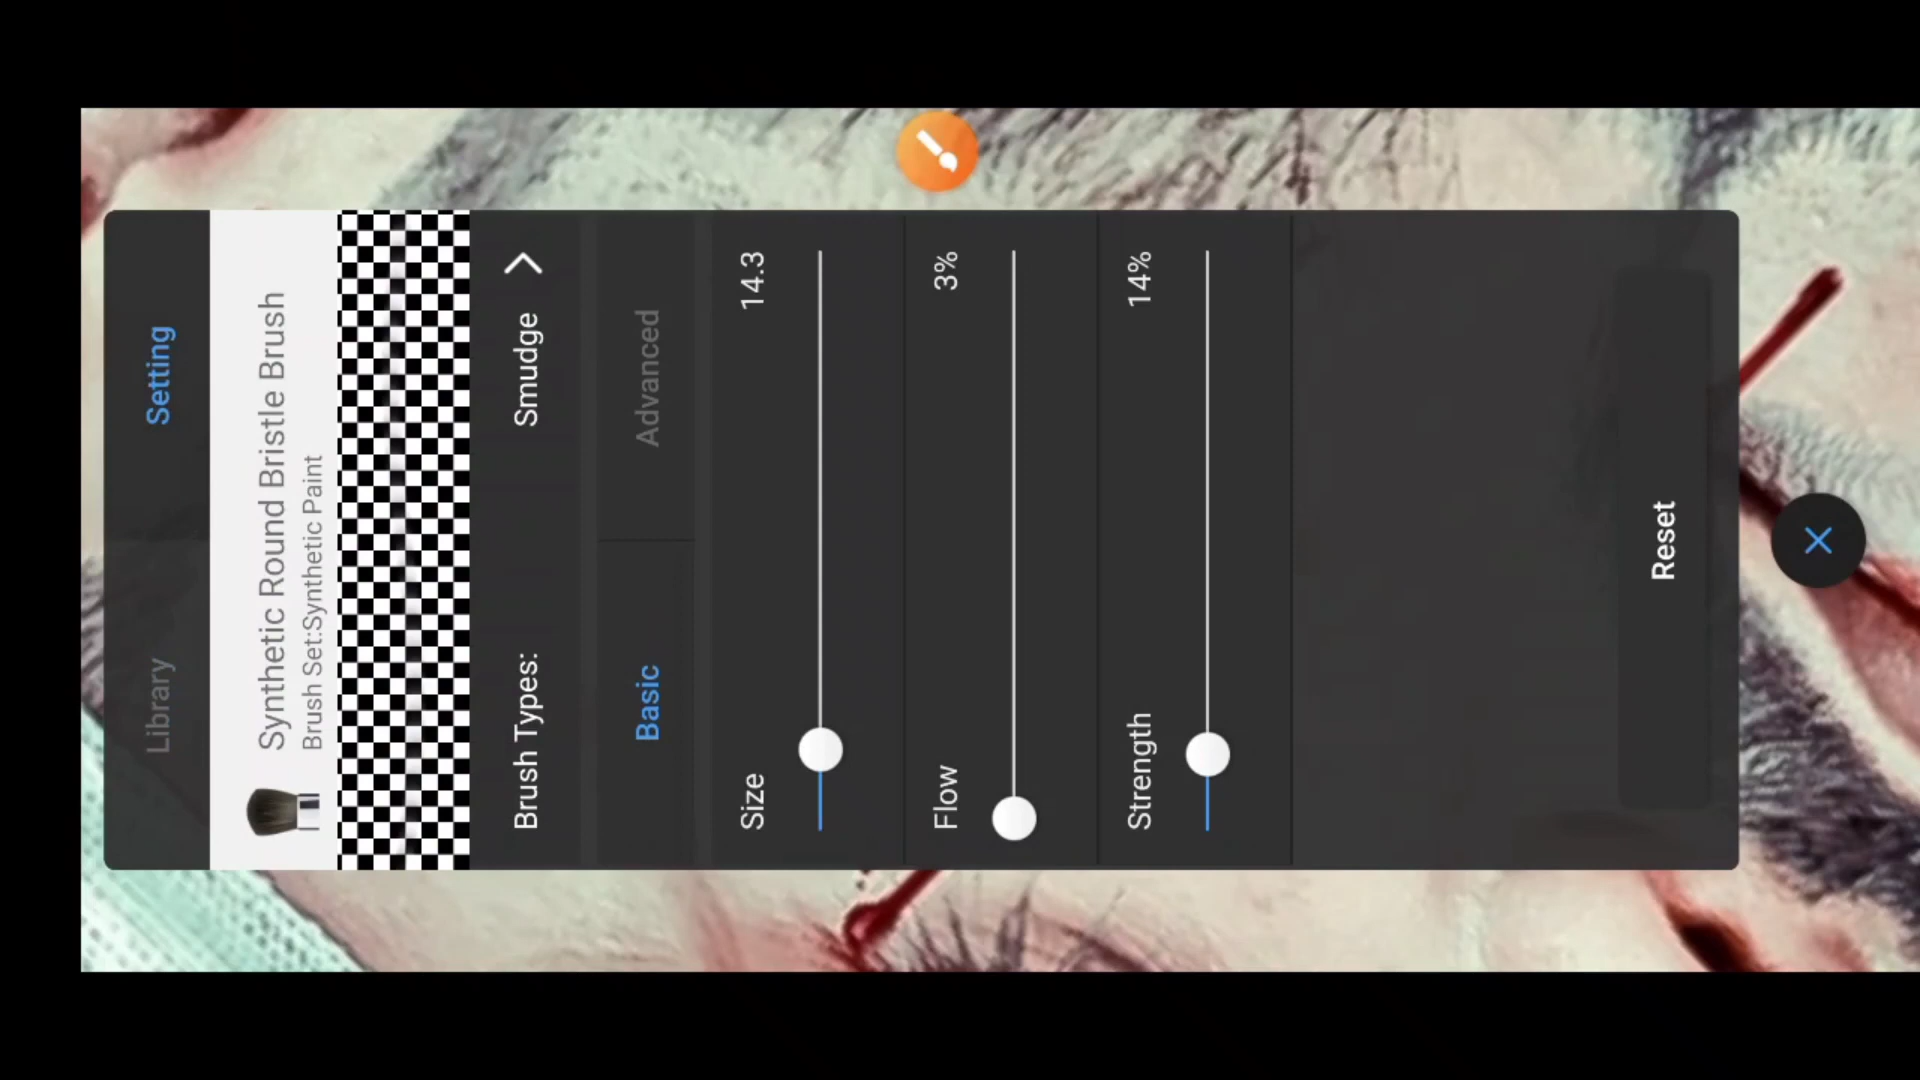 Library Setting
Synthetic Round Bristle Brush
Brush Set:Synthetic Paint
Brush Types: Smudge
Basic Advanced
Size 14.3
Flow 3%
Strength 14%
Reset